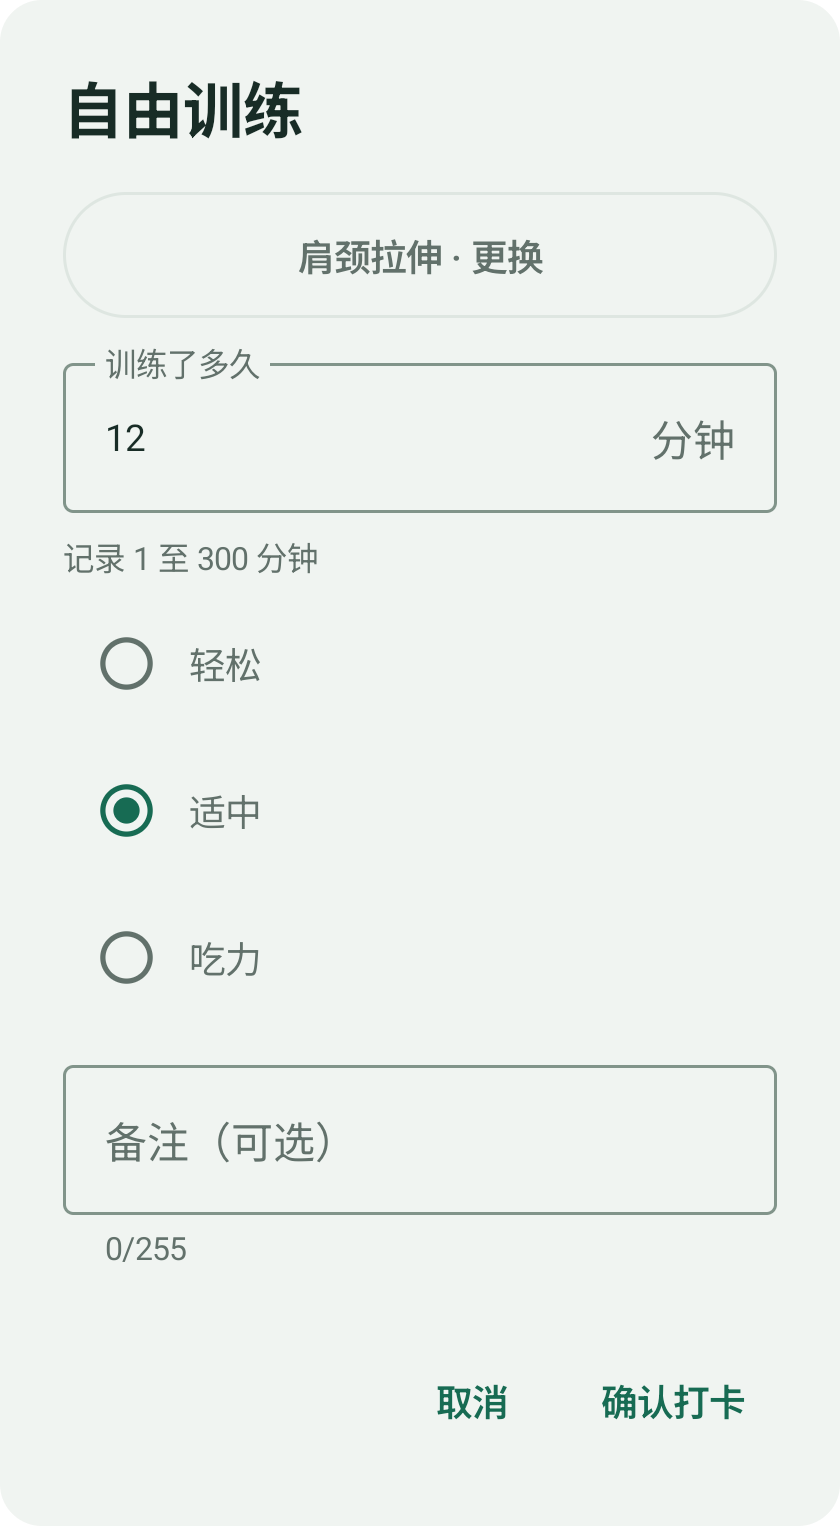 自由训练
肩颈拉伸 · 更换
训练了多久
12 分钟
记录 1 至 300 分钟
轻松
适中
吃力
备注（可选）
0/255
取消 确认打卡